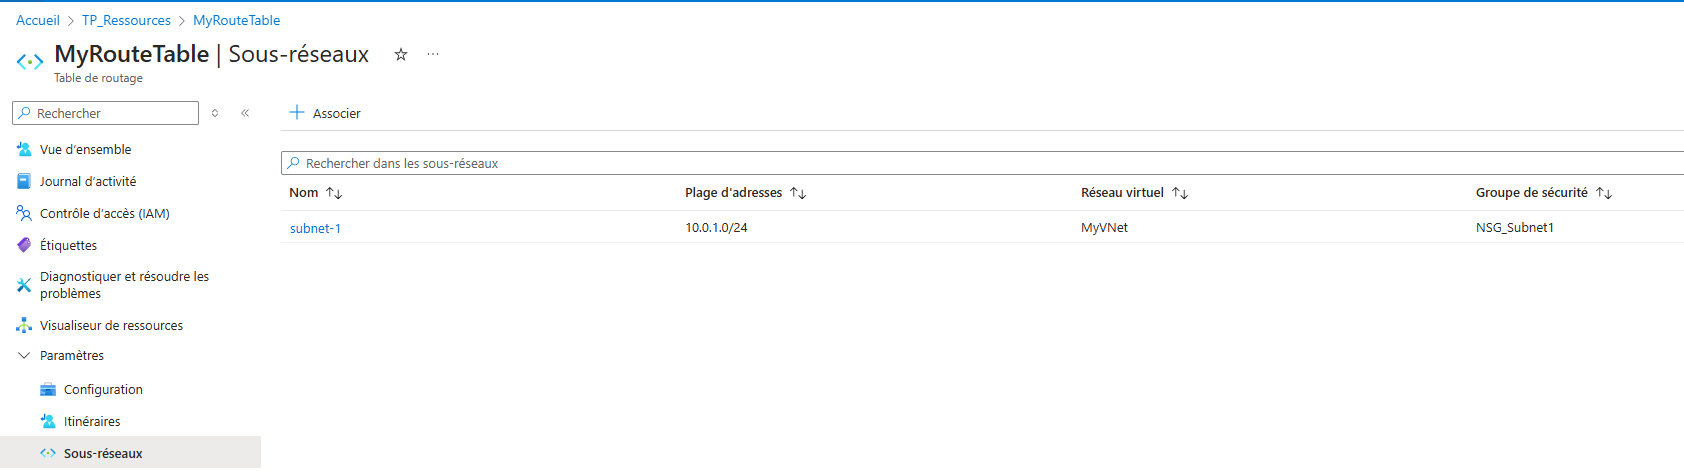 Accueil > TP_Ressources > MyRouteTable
MyRouteTable | Sous-réseaux
Table de routage
Rechercher
Associer
Vue d’ensemble
Journal d’activité
Contrôle d’accès (IAM)
Étiquettes
Diagnostiquer et résoudre les
problèmes
Visualiseur de ressources
Paramètres
Configuration
Itinéraires
Sous-réseaux
Rechercher dans les sous-réseaux
Nom Plage d'adresses Réseau virtuel Groupe de sécurité
subnet-1 10.0.1.0/24 MyVNet NSG_Subnet1